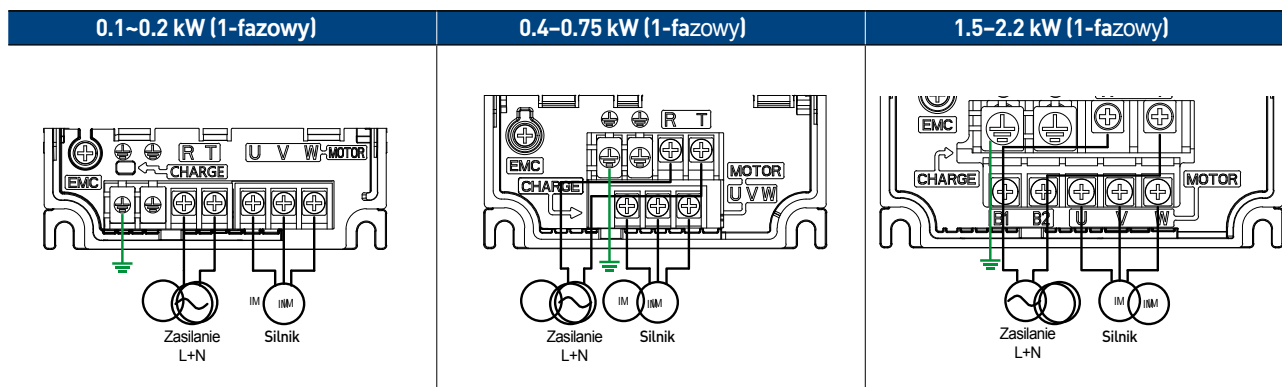 0.1~0.2 kW (1-fazowy)
0.4–0.75 kW (1-fazowy)
1.5–2.2 kW (1-fazowy)
R T U V W MOTOR
CHARGE
EMC
IM
Zasilanie Silnik
L+N
R T
EMC
MOTOR
CHARGE
U V W
IM
Zasilanie Silnik
L+N
EMC
CHARGE
MOTOR
B1 B2 U V W
IM
Zasilanie Silnik
L+N